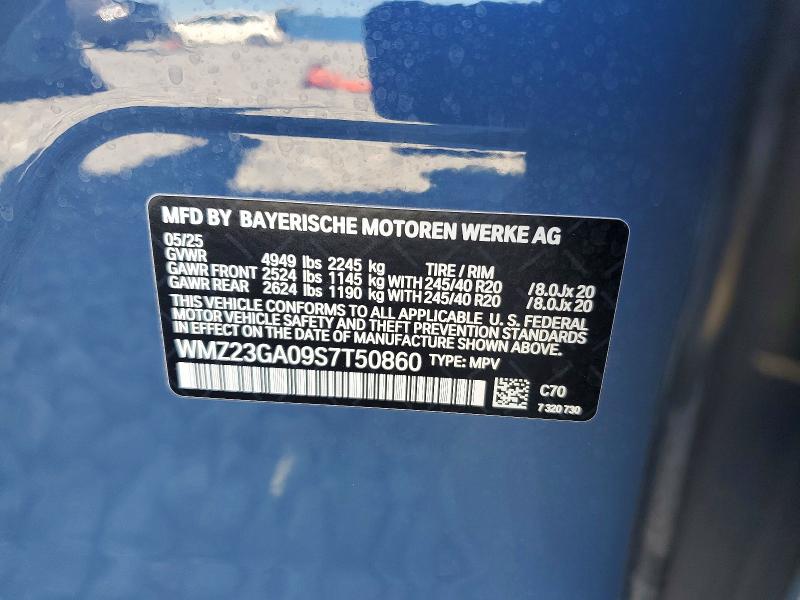 MFD BY BAYERISCHE MOTOREN WERKE AG
05/25
GVWR 4949 lbs 2245 kg TIRE / RIM
GAWR FRONT 2524 lbs 1145 kg WITH 245/40 R20 /8.0Jx20
GAWR REAR 2624 lbs 1190 kg WITH 245/40 R20 /8.0Jx20
THIS VEHICLE CONFORMS TO ALL APPLICABLE U.S. FEDERAL
MOTOR VEHICLE SAFETY AND THEFT PREVENTION STANDARDS
IN EFFECT ON THE DATE OF MANUFACTURE SHOWN ABOVE.
WMZ23GA09S7T50860 TYPE: MPV
C70
7 320 730